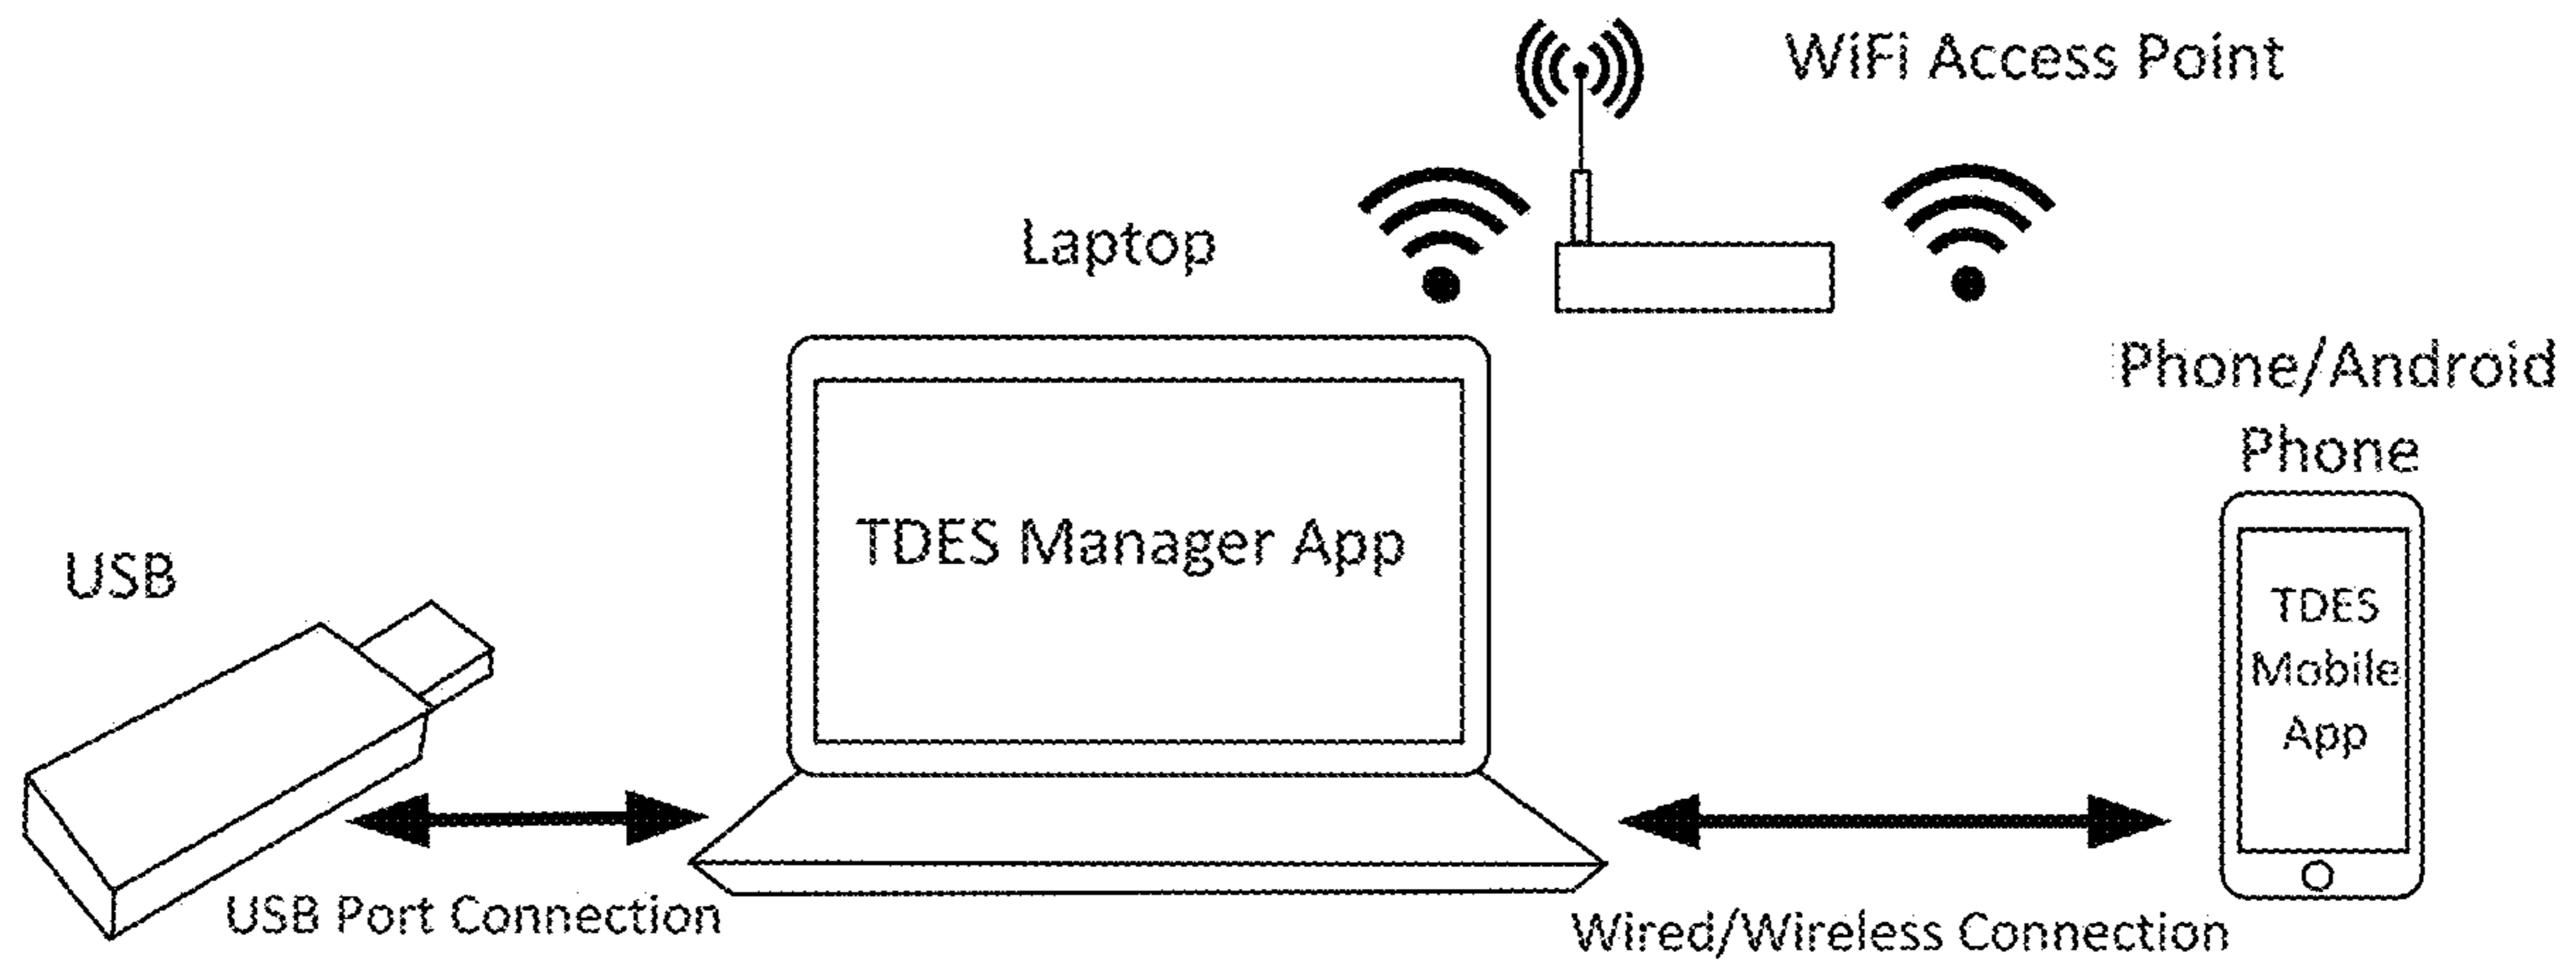 WiFi Access Point
Laptop
Phone/Android
Phone
TDES Manager App
USB
TDES
Mobile
App
USB Port Connection
Wired/Wireless Connection